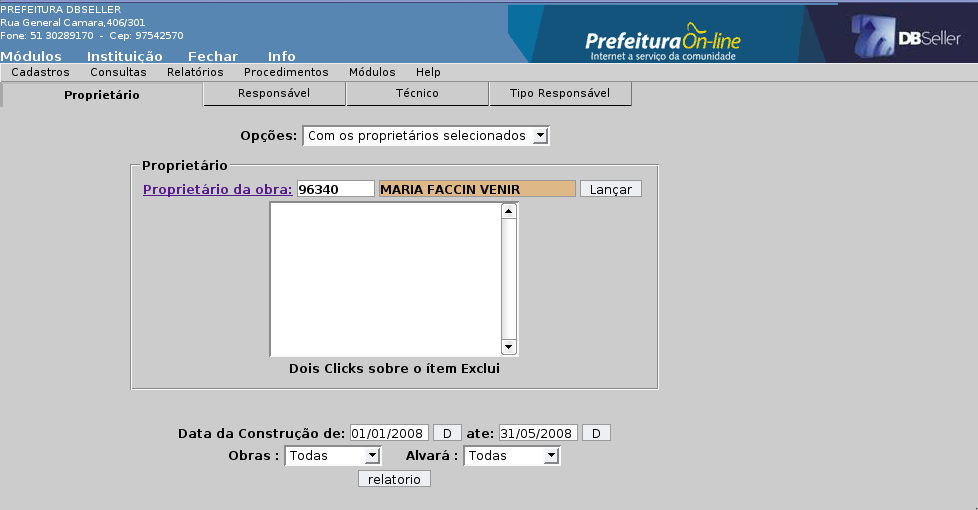 PREFEITURA DBSELLER
Rua General Camara,406/301
Fone: 51 30289170 - Cep: 97542570
Módulos Instituição Fechar Info
PrefeituraOn-line
Internet a serviço da comunidade
DBSeller
Cadastros Consultas Relatórios Procedimentos Módulos Help
Proprietário Responsável Técnico Tipo Responsável
Opções: Com os proprietários selecionados
Proprietário
Proprietário da obra: 96340 MARIA FACCIN VENIR Lançar
Dois Clicks sobre o ítem Exclui
Data da Construção de: 01/01/2008 D ate: 31/05/2008 D
Obras : Todas Alvará : Todas
relatorio